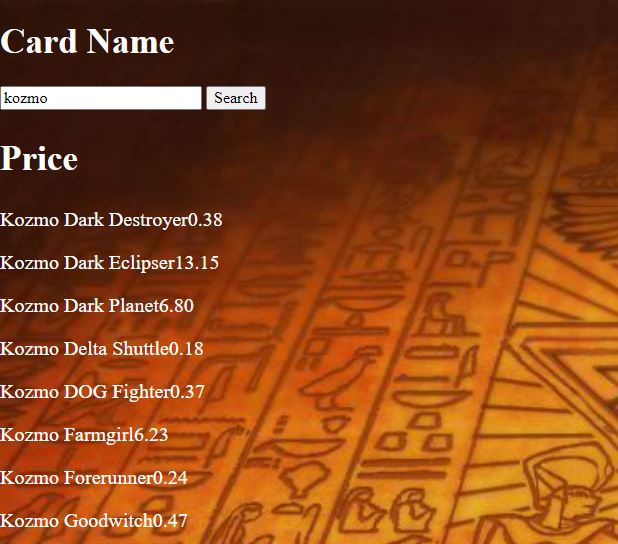 Card Name
kozmo Search
Price
Kozmo Dark Destroyer0.38
Kozmo Dark Eclipser13.15
Kozmo Dark Planet6.80
Kozmo Delta Shuttle0.18
Kozmo DOG Fighter0.37
Kozmo Farmgirl6.23
Kozmo Forerunner0.24
Kozmo Goodwitch0.47